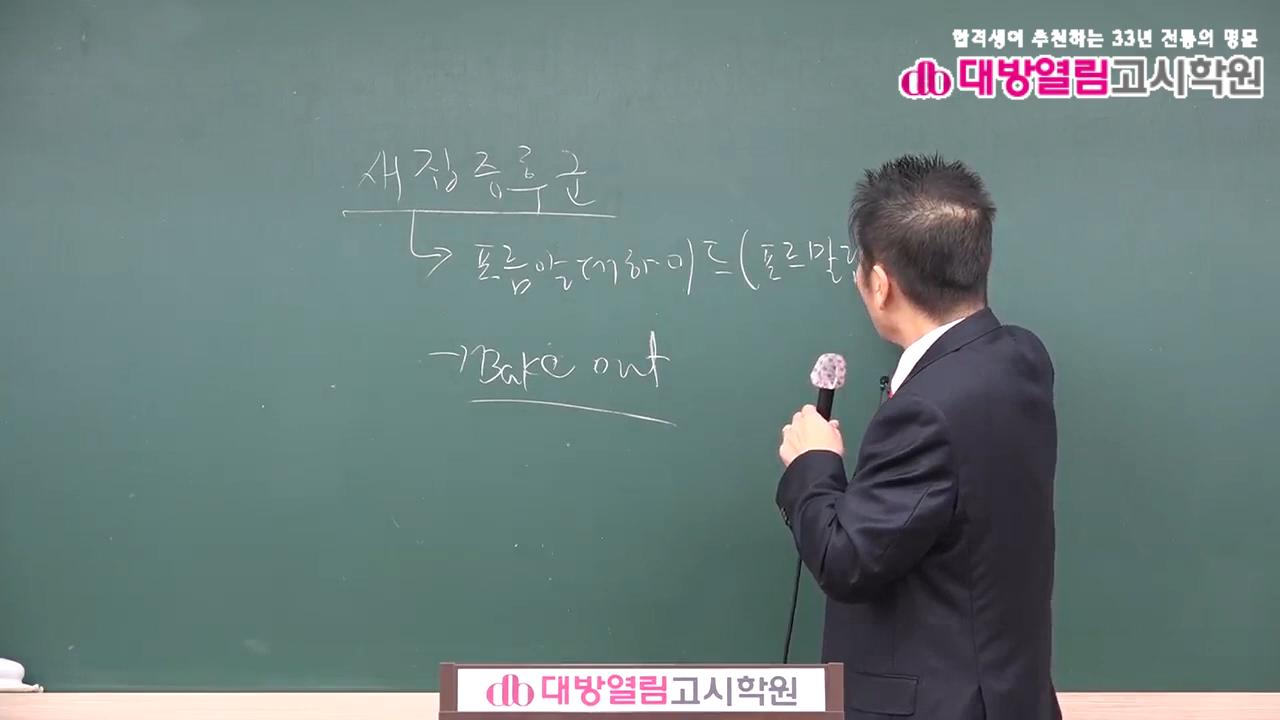 합격생이 추천하는 33년 전통의 명문
db 대방열림고시학원
새집증후군
→ 포름알데하이드(포르말
→ Bake out
db 대방열림고시학원